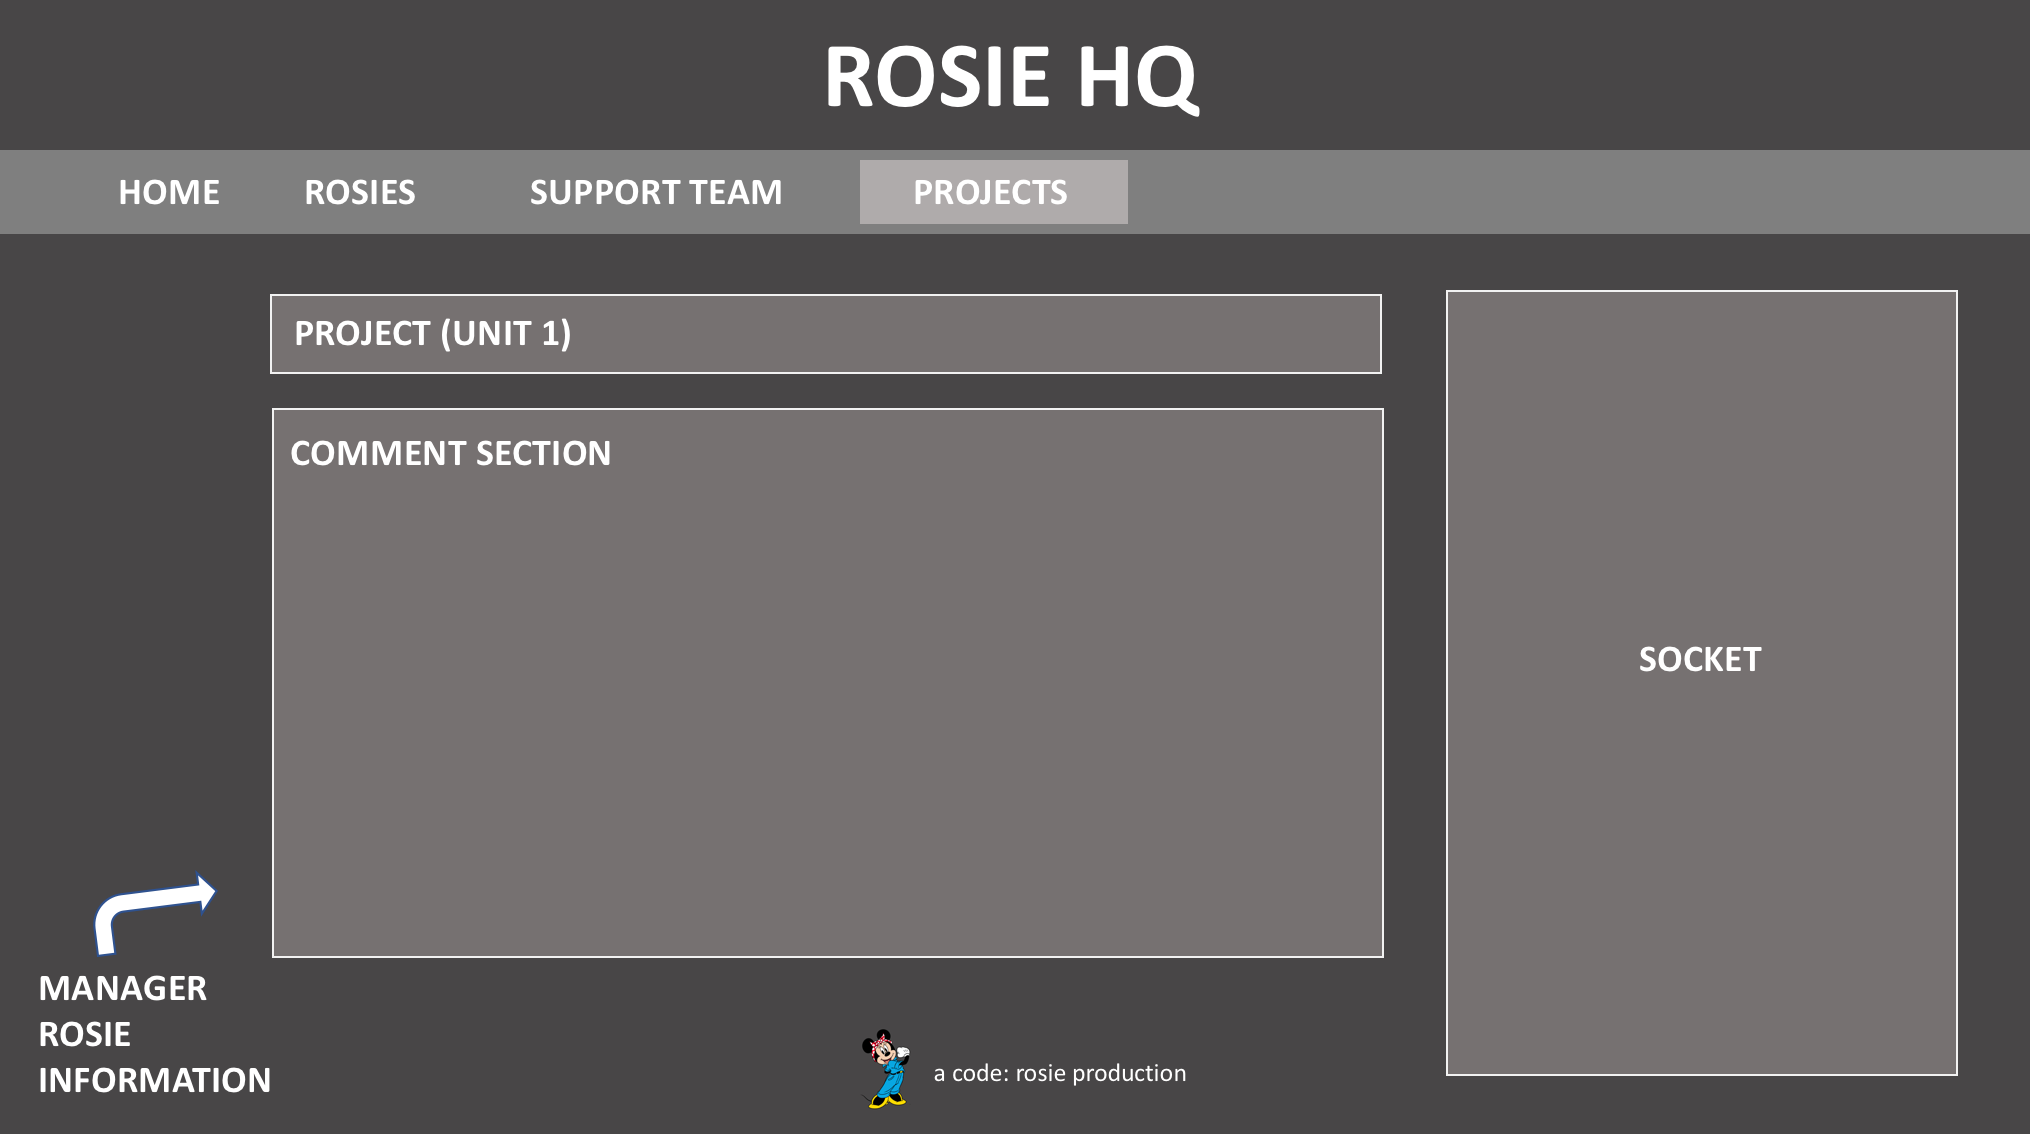 ROSIE HQ
HOME ROSIES SUPPORT TEAM PROJECTS
PROJECT (UNIT 1)
COMMENT SECTION
SOCKET
MANAGER
ROSIE
INFORMATION
a code: rosie production